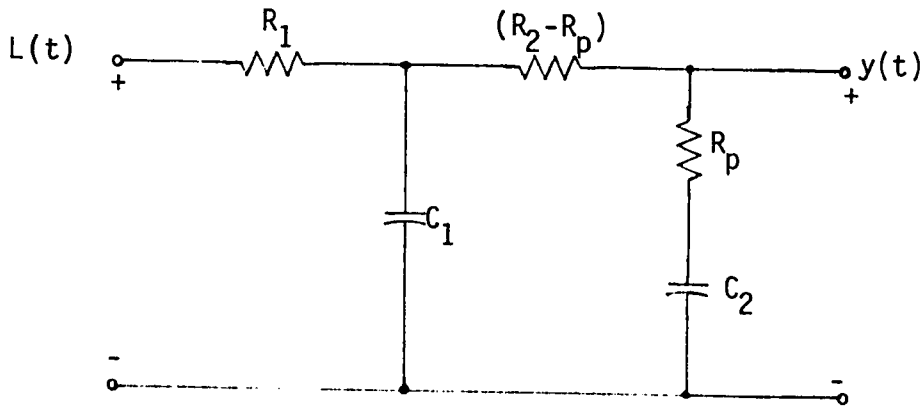 R₁
(R₂-Rₚ)
L(t)
y(t)
+
+
Rₚ
C₁
C₂
-
-